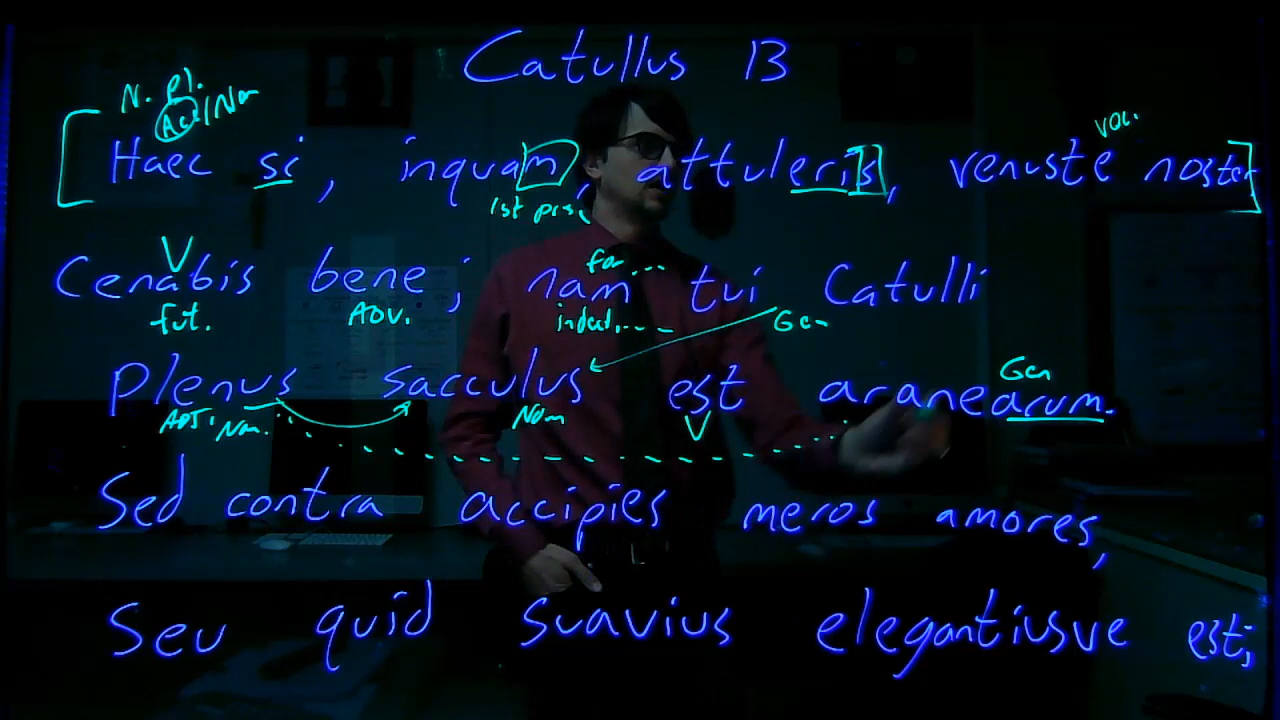 Catullus 13
N. pl.
Acc/Nom
voc.
Haec si, inquam, attuleris, venuste noster
1st pers.
V
for...
Cenabis bene; nam tui Catulli
fut.
ADV.
indeed...
Gen
Gen
plenus sacculus est aranearum.
ADJ. Nom.
Nom
V
Sed contra accipies meros amores,
Seu quid suavius elegantiusve est;